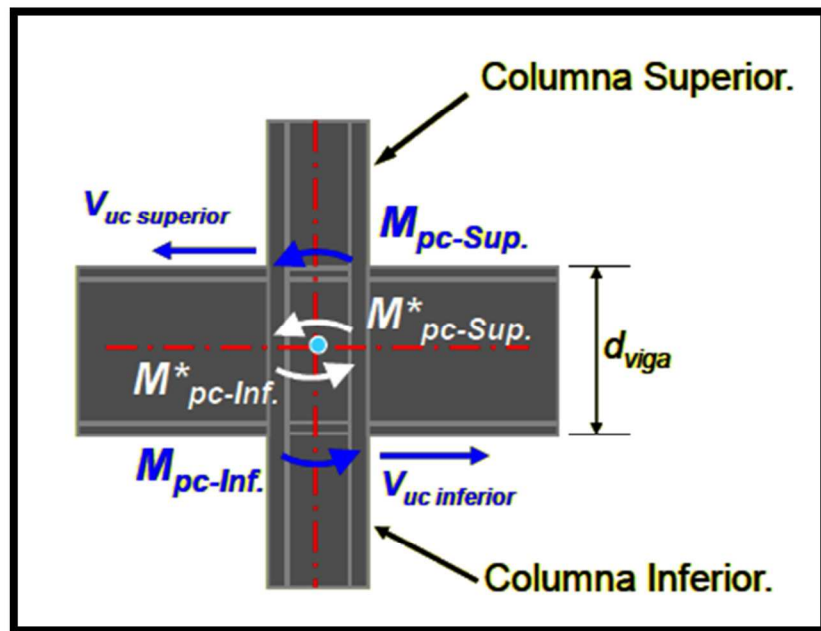 Columna Superior.
V uc superior
M pc-Sup.
M* pc-Sup.
d viga
M* pc-Inf.
M pc-Inf.
V uc inferior
Columna Inferior.